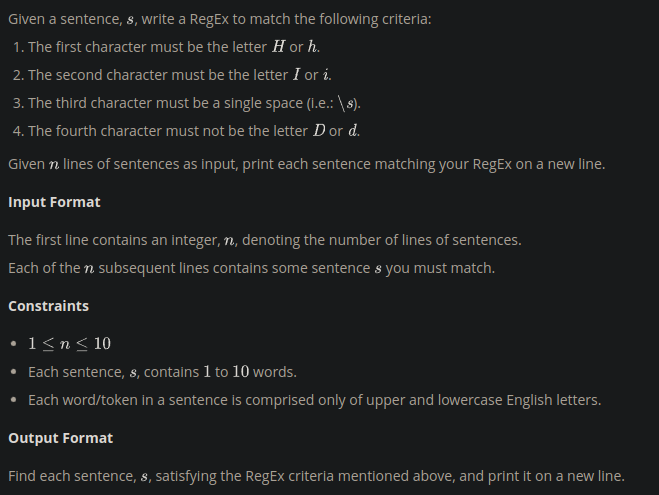 Given a sentence, s, write a RegEx to match the following criteria:
1. The first character must be the letter H or h.
2. The second character must be the letter I or i.
3. The third character must be a single space (i.e.: \s).
4. The fourth character must not be the letter D or d.
Given n lines of sentences as input, print each sentence matching your RegEx on a new line.
Input Format
The first line contains an integer, n, denoting the number of lines of sentences.
Each of the n subsequent lines contains some sentence s you must match.
Constraints
• 1 ≤ n ≤ 10
• Each sentence, s, contains 1 to 10 words.
• Each word/token in a sentence is comprised only of upper and lowercase English letters.
Output Format
Find each sentence, s, satisfying the RegEx criteria mentioned above, and print it on a new line.